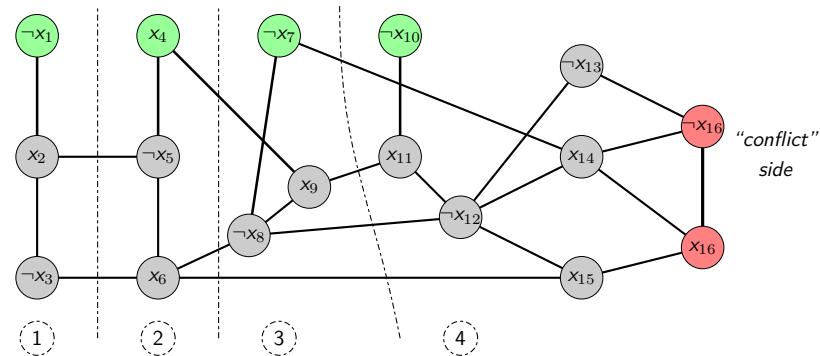 ¬x₁ x₄ ¬x₇ ¬x₁₀
¬x₁₃
¬x₁₆
"conflict"
side
x₂ ¬x₅ x₁₁ x₁₄
x₉
¬x₁₂
¬x₈
x₁₆
¬x₃ x₆ x₁₅
1 2 3 4